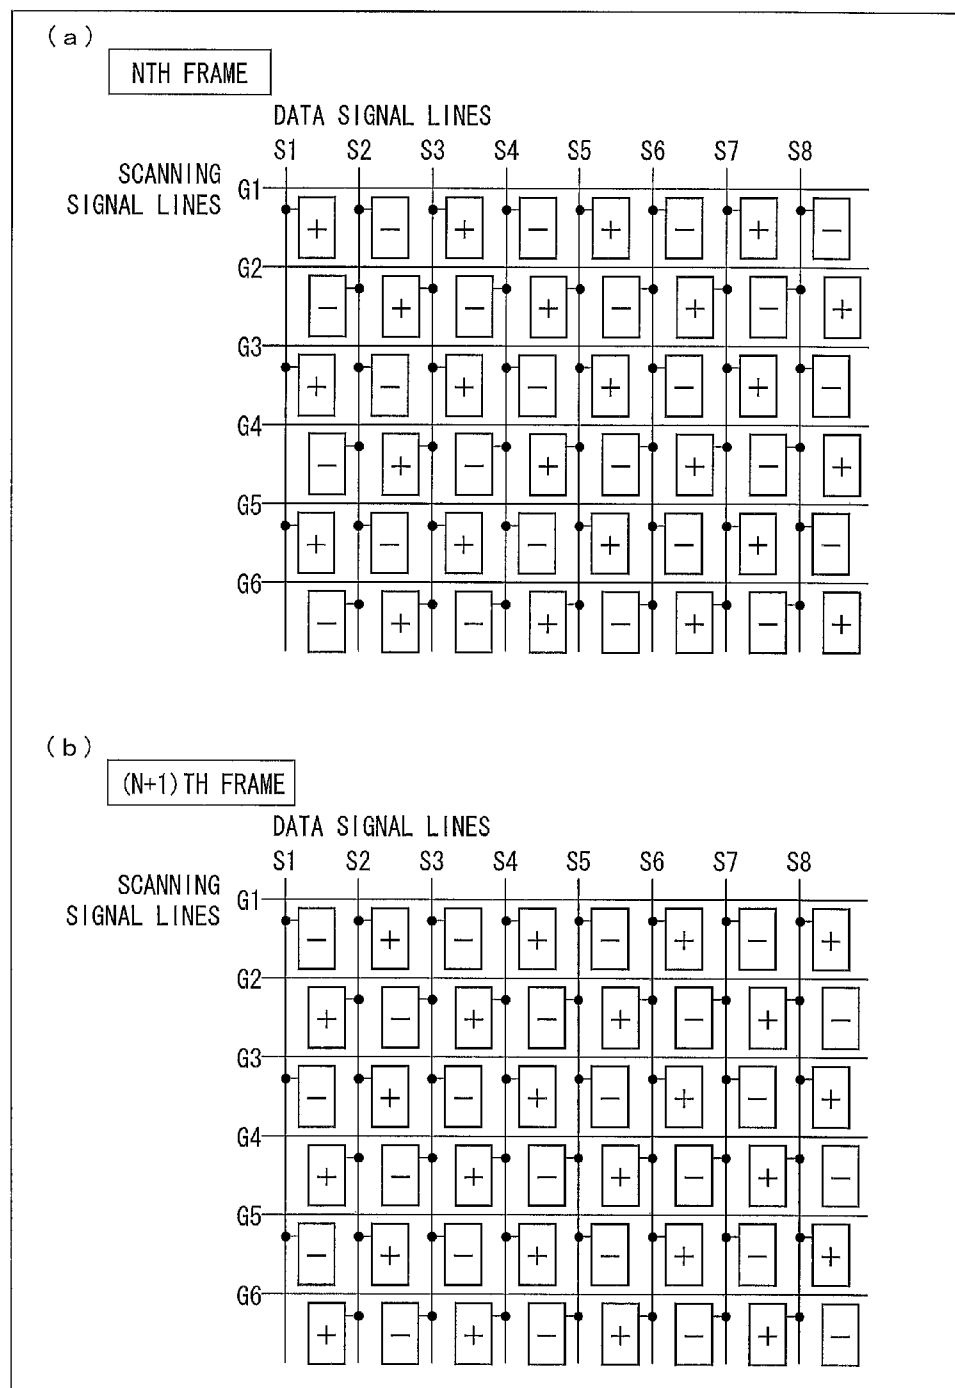 (a)
NTH FRAME
DATA SIGNAL LINES
S1 S2 S3 S4 S5 S6 S7 S8
SCANNING
SIGNAL LINES
G1
+ − + − + − + −
G2
− + − + − + − +
G3
+ − + − + − + −
G4
− + − + − + − +
G5
+ − + − + − + −
G6
− + − + − + − +
(b)
(N+1)TH FRAME
DATA SIGNAL LINES
S1 S2 S3 S4 S5 S6 S7 S8
SCANNING
SIGNAL LINES
G1
− + − + − + − +
G2
+ − + − + − + −
G3
− + − + − + − +
G4
+ − + − + − + −
G5
− + − + − + − +
G6
+ − + − + − + −